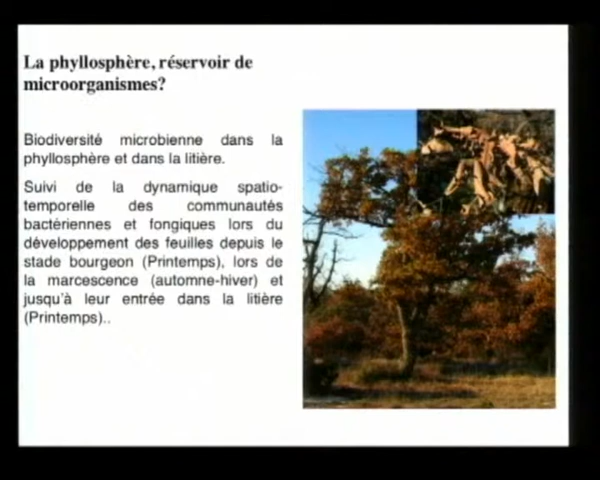 La phyllosphère, réservoir de
microorganismes?
Biodiversité microbienne dans la
phyllosphère et dans la litière.
Suivi de la dynamique spatio-
temporelle des communautés
bactériennes et fongiques lors du
développement des feuilles depuis le
stade bourgeon (Printemps), lors de
la marcescence (automne-hiver) et
jusqu'à leur entrée dans la litière
(Printemps)..